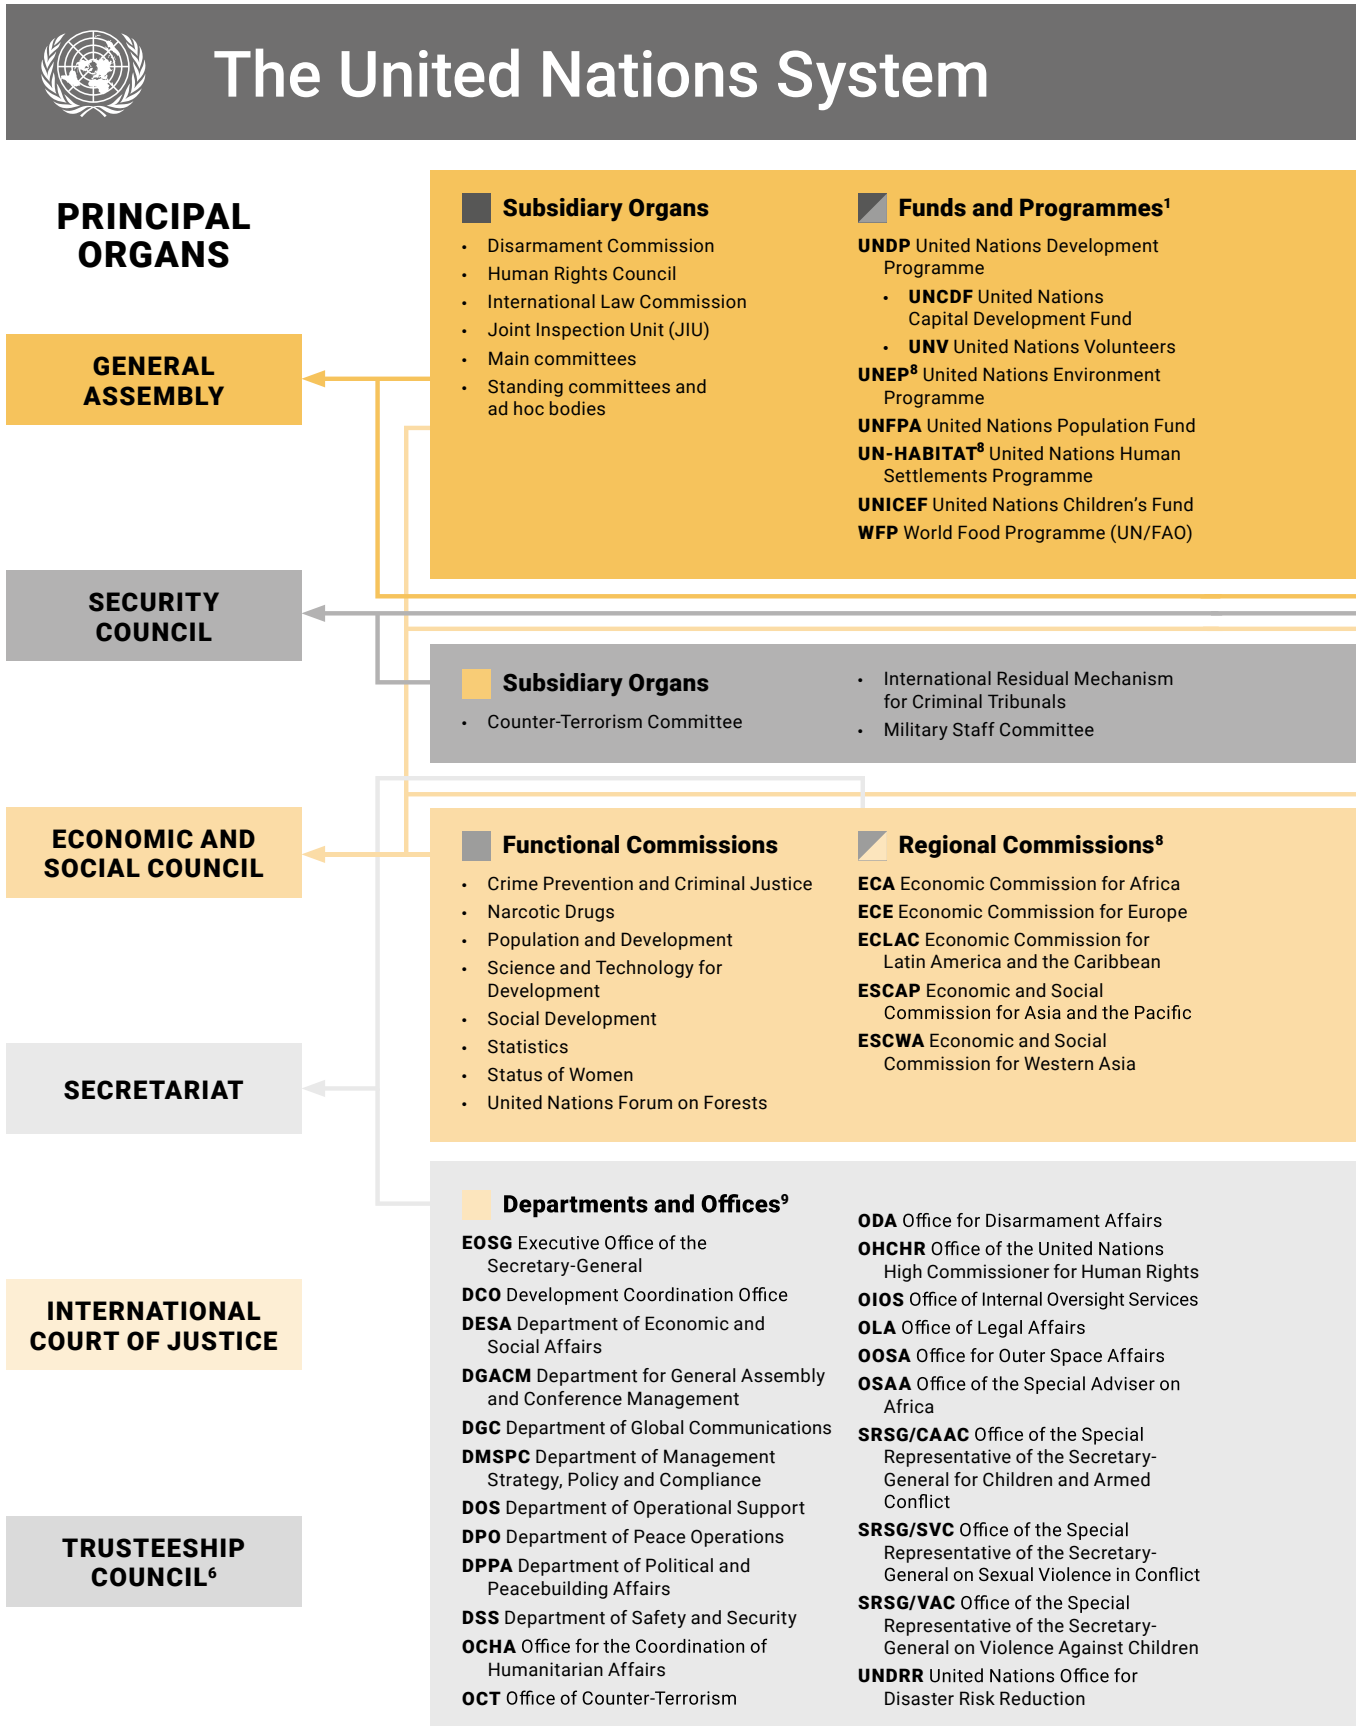 The United Nations System
PRINCIPAL
ORGANS
GENERAL
ASSEMBLY
SECURITY
COUNCIL
ECONOMIC AND
SOCIAL COUNCIL
SECRETARIAT
INTERNATIONAL
COURT OF JUSTICE
TRUSTEESHIP
COUNCIL⁶
Subsidiary Organs
• Disarmament Commission
• Human Rights Council
• International Law Commission
• Joint Inspection Unit (JIU)
• Main committees
• Standing committees and
ad hoc bodies
Funds and Programmes¹
UNDP United Nations Development
Programme
• UNCDF United Nations
Capital Development Fund
• UNV United Nations Volunteers
UNEP⁸ United Nations Environment
Programme
UNFPA United Nations Population Fund
UN-HABITAT⁸ United Nations Human
Settlements Programme
UNICEF United Nations Children’s Fund
WFP World Food Programme (UN/FAO)
Subsidiary Organs
• Counter-Terrorism Committee
• International Residual Mechanism
for Criminal Tribunals
• Military Staff Committee
Functional Commissions
• Crime Prevention and Criminal Justice
• Narcotic Drugs
• Population and Development
• Science and Technology for
Development
• Social Development
• Statistics
• Status of Women
• United Nations Forum on Forests
Regional Commissions⁸
ECA Economic Commission for Africa
ECE Economic Commission for Europe
ECLAC Economic Commission for
Latin America and the Caribbean
ESCAP Economic and Social
Commission for Asia and the Pacific
ESCWA Economic and Social
Commission for Western Asia
Departments and Offices⁹
EOSG Executive Office of the
Secretary-General
DCO Development Coordination Office
DESA Department of Economic and
Social Affairs
DGACM Department for General Assembly
and Conference Management
DGC Department of Global Communications
DMSPC Department of Management
Strategy, Policy and Compliance
DOS Department of Operational Support
DPO Department of Peace Operations
DPPA Department of Political and
Peacebuilding Affairs
DSS Department of Safety and Security
OCHA Office for the Coordination of
Humanitarian Affairs
OCT Office of Counter-Terrorism
ODA Office for Disarmament Affairs
OHCHR Office of the United Nations
High Commissioner for Human Rights
OIOS Office of Internal Oversight Services
OLA Office of Legal Affairs
OOSA Office for Outer Space Affairs
OSAA Office of the Special Adviser on
Africa
SRSG/CAAC Office of the Special
Representative of the Secretary-
General for Children and Armed
Conflict
SRSG/SVC Office of the Special
Representative of the Secretary-
General on Sexual Violence in Conflict
SRSG/VAC Office of the Special
Representative of the Secretary-
General on Violence Against Children
UNDRR United Nations Office for
Disaster Risk Reduction